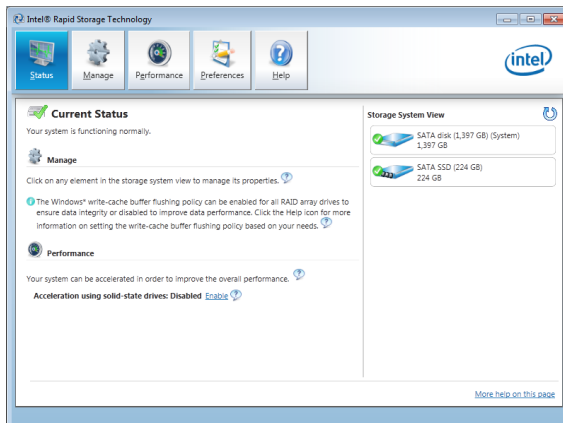 Intel® Rapid Storage Technology
Status
Manage
Performance
Preferences
Help
intel
Current Status
Your system is functioning normally.
Manage
Click on any element in the storage system view to manage its properties.
The Windows* write-cache buffer flushing policy can be enabled for all RAID array drives to
ensure data integrity or disabled to improve data performance. Click the Help icon for more
information on setting the write-cache buffer flushing policy based on your needs.
Performance
Your system can be accelerated in order to improve the overall performance.
Acceleration using solid-state drives: Disabled Enable
Storage System View
SATA disk (1,397 GB) (System)
1,397 GB
SATA SSD (224 GB)
224 GB
More help on this page